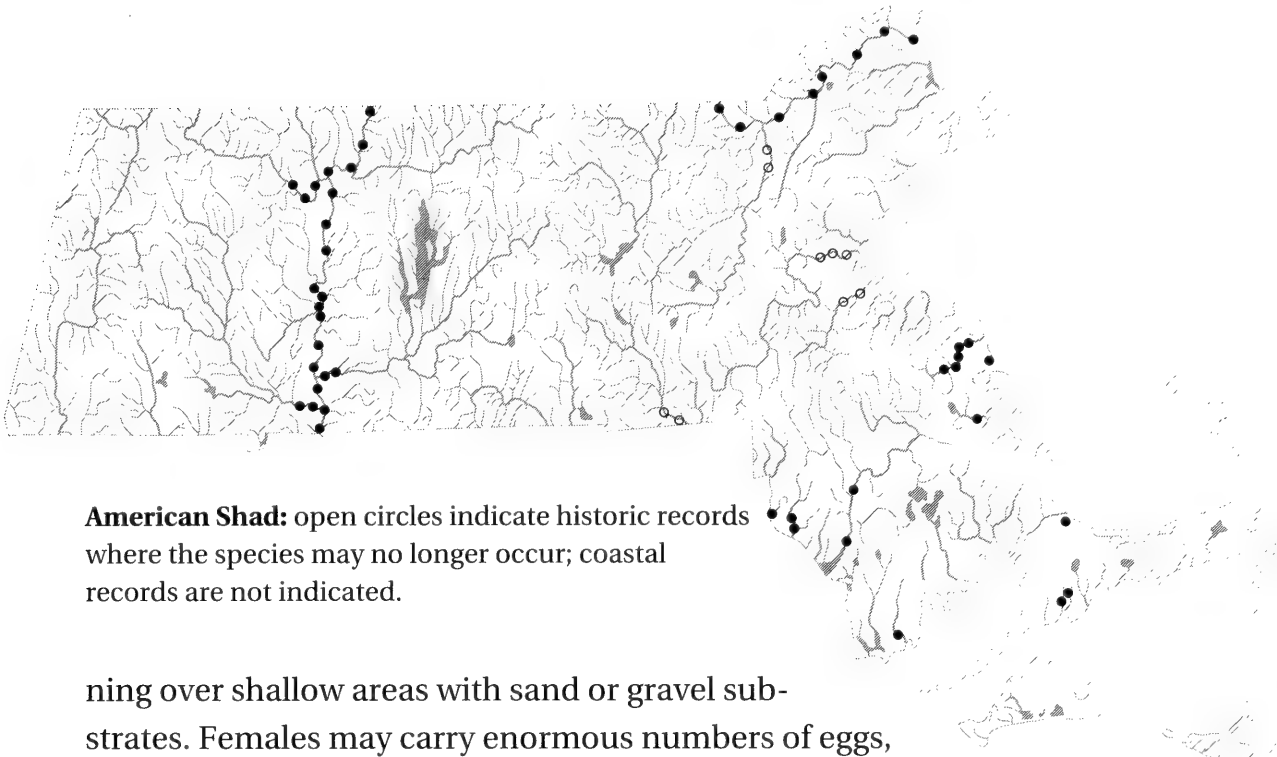 American Shad: open circles indicate historic records
where the species may no longer occur; coastal
records are not indicated.
ning over shallow areas with sand or gravel sub-
strates. Females may carry enormous numbers of eggs,